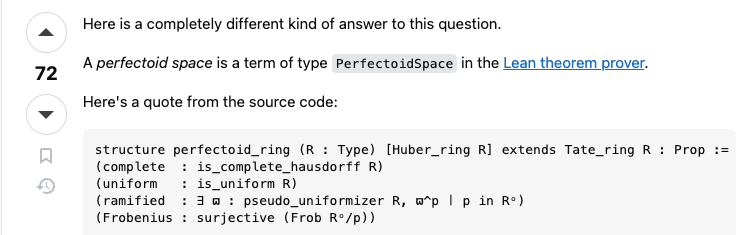 Here is a completely different kind of answer to this question.
72
A perfectoid space is a term of type PerfectoidSpace in the Lean theorem prover.
Here's a quote from the source code:
structure perfectoid_ring (R : Type) [Huber_ring R] extends Tate_ring R : Prop :=
(complete  : is_complete_hausdorff R)
(uniform   : is_uniform R)
(ramified  : ∃ ϖ : pseudo_uniformizer R, ϖ^p ∣ p in Rᵒ)
(Frobenius : surjective (Frob Rᵒ∕p))